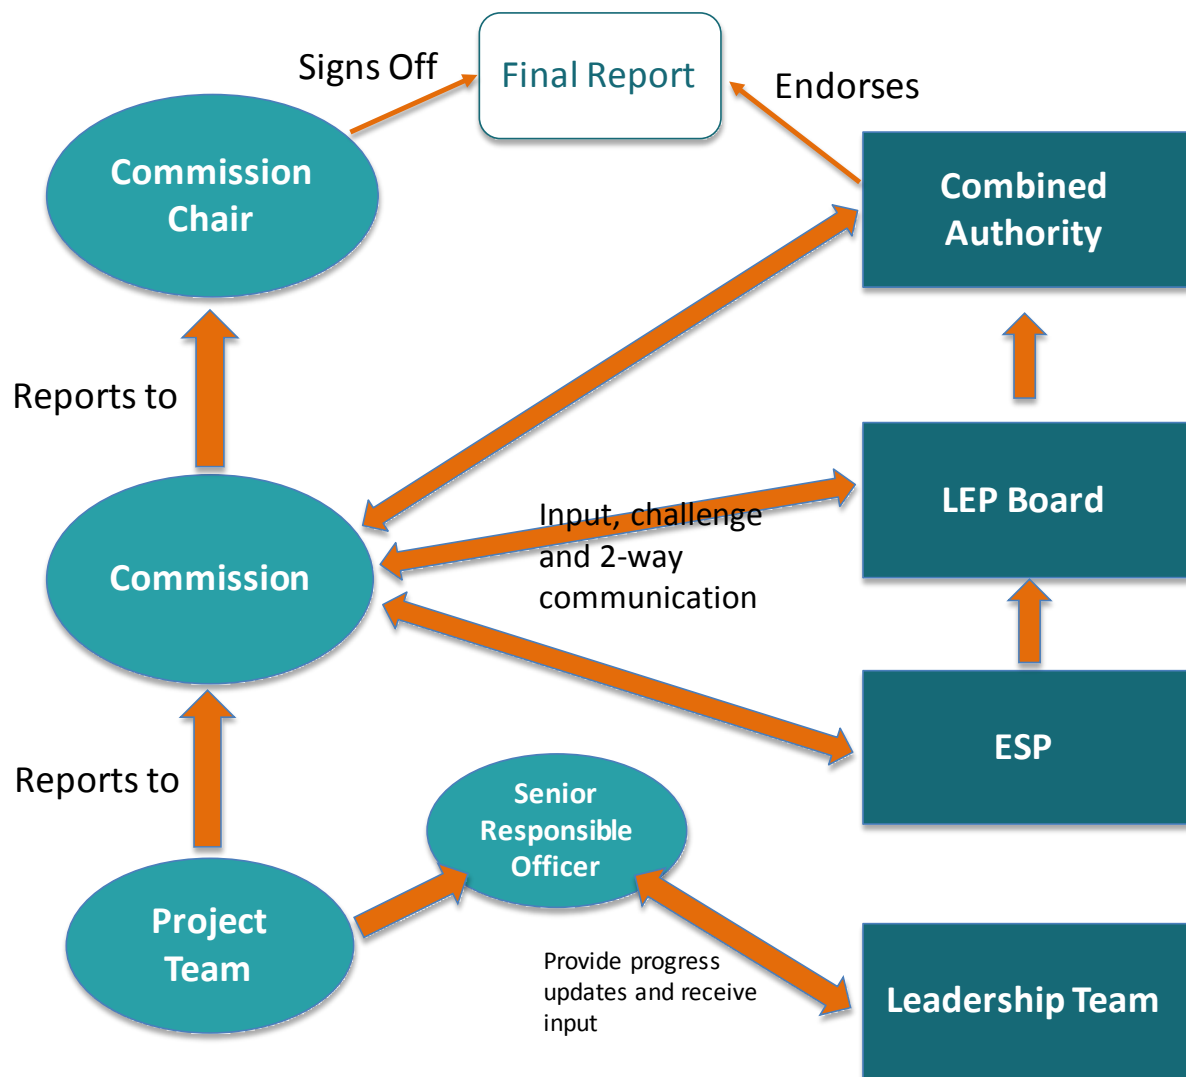 Signs Off
Final Report
Endorses
Commission
Chair
Combined
Authority
Reports to
LEP Board
Input, challenge
and 2-way
communication
Commission
ESP
Reports to
Senior
Responsible
Officer
Project
Team
Provide progress
updates and receive
input
Leadership Team